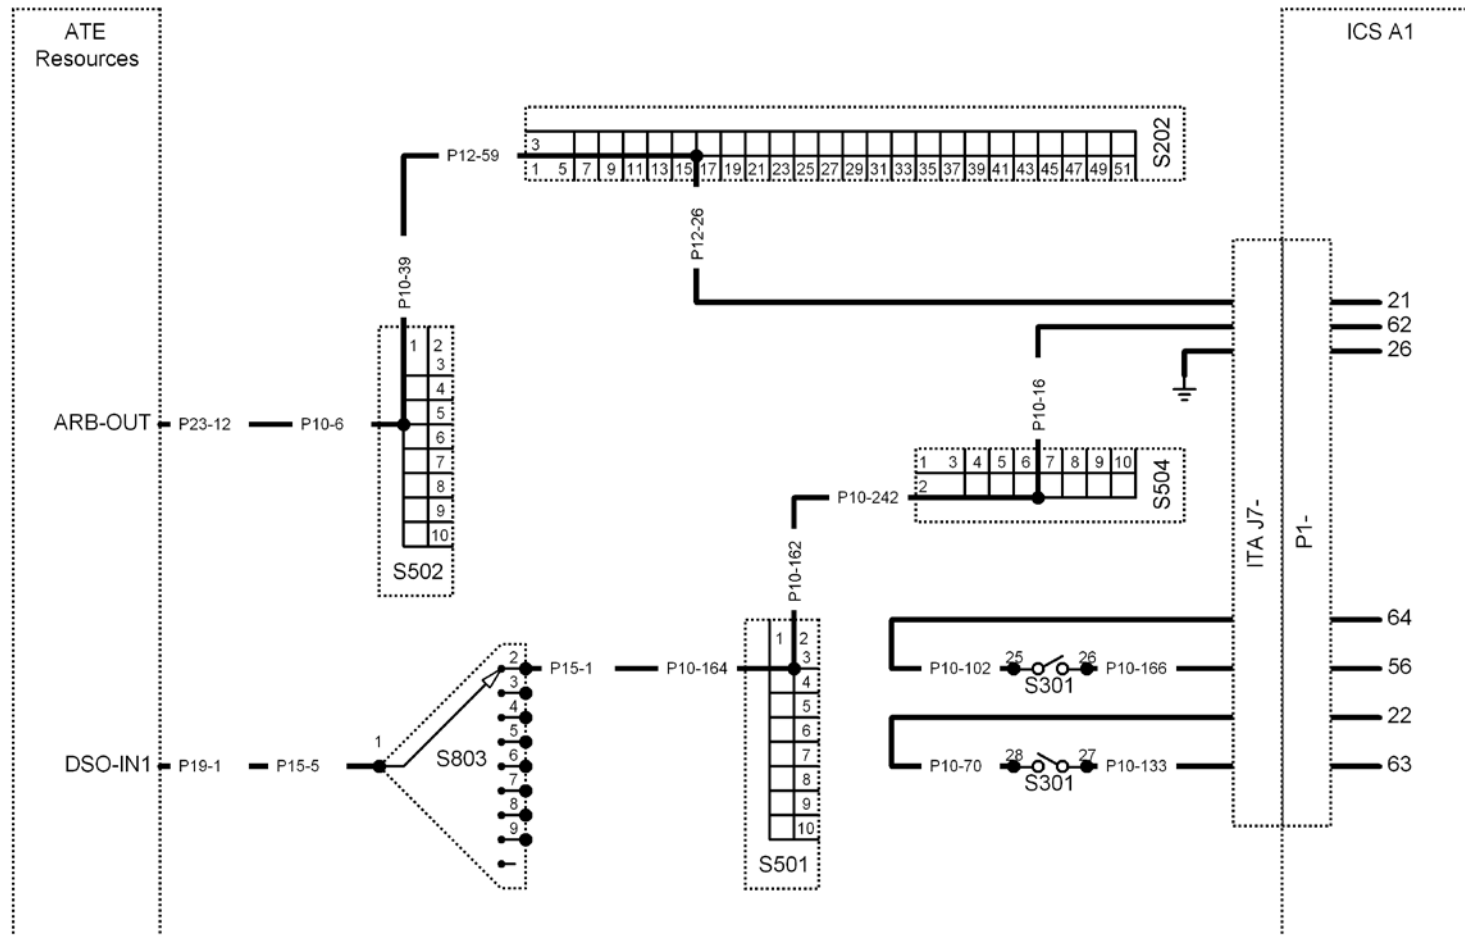 ATE
Resources
ICS A1
P12-59
3
1 5 7 9 11 13 15 17 19 21 23 25 27 29 31 33 35 37 39 41 43 45 47 49 51
S202
P12-26
P10-39
21
62
26
1 2
3
4
5
6
7
8
9
10
S502
ARB-OUT
P23-12
P10-6
P10-16
1 3 4 5 6 7 8 9 10
2
S504
P10-242
P10-162
ITA J7-
P1-
1 2
3
4
5
6
7
8
9
10
S501
64
P10-102
25
26
S301
P10-166
56
22
P10-70
28
27
S301
P10-133
63
DSO-IN1
P19-1
P15-5
1
S803
2
3
4
5
6
7
8
9
P15-1
P10-164